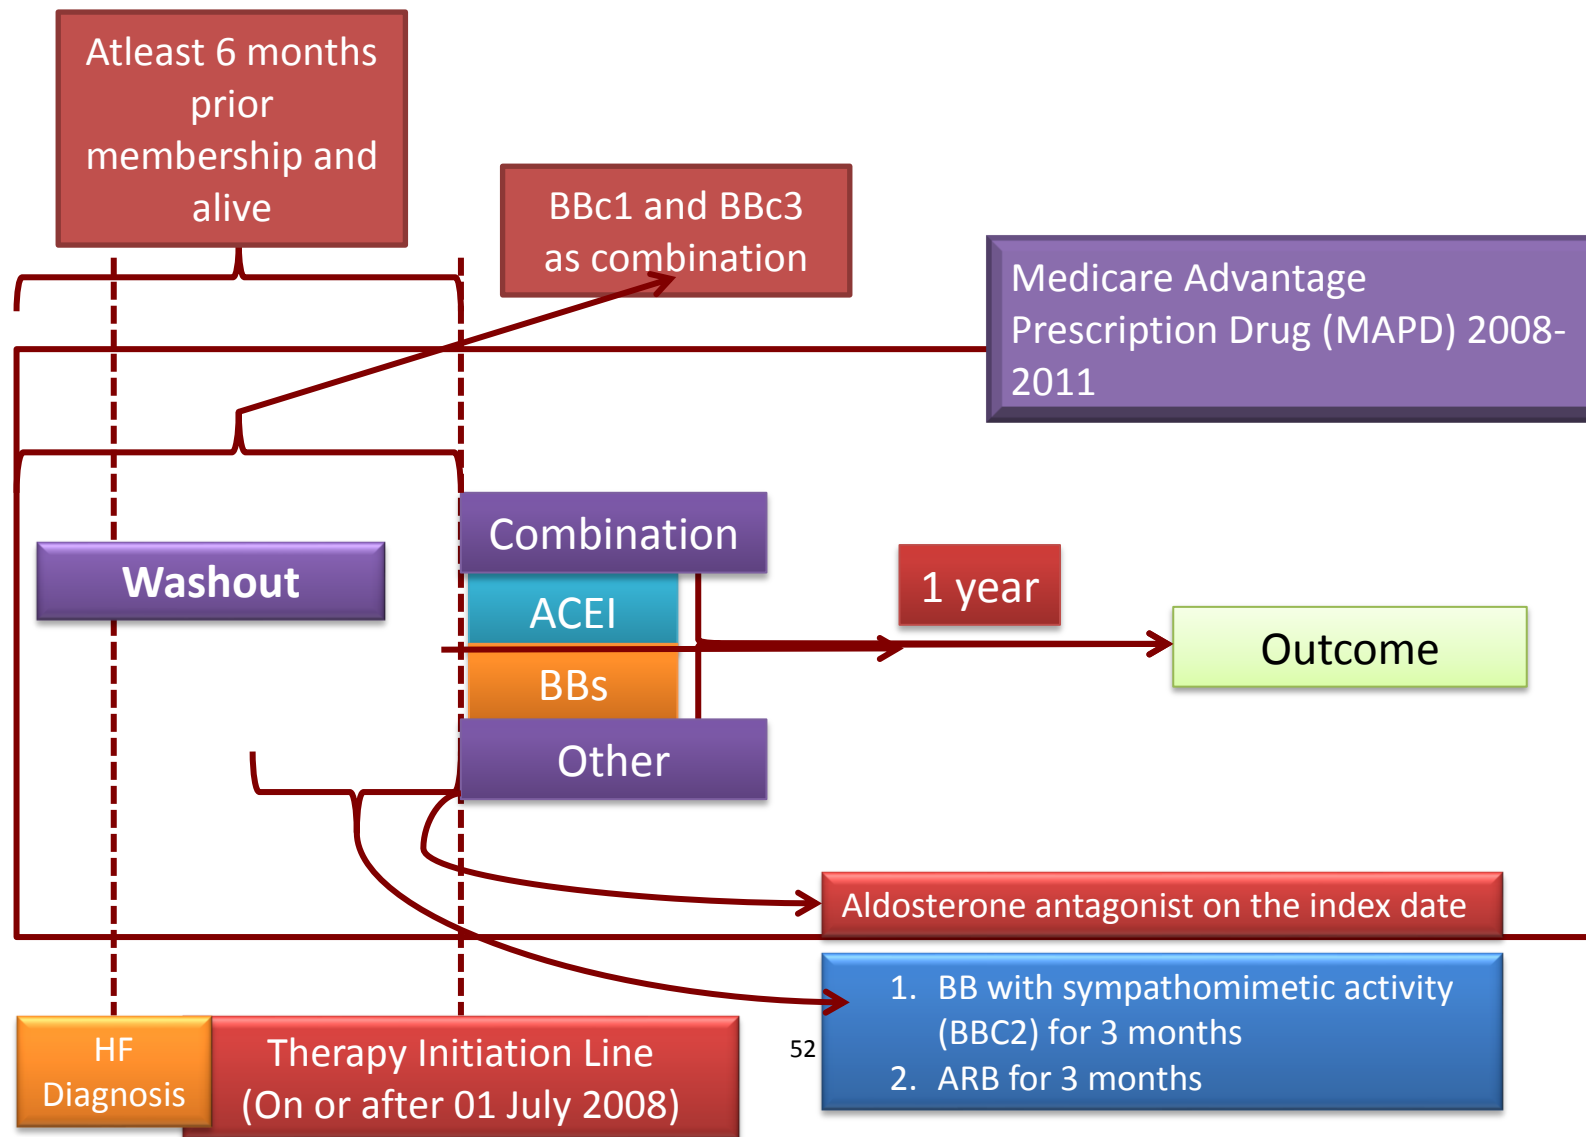 Atleast 6 months
prior
membership and
alive
BBc1 and BBc3
as combination
Medicare Advantage
Prescription Drug (MAPD) 2008-
2011
Combination
Washout
ACEI
1 year
BBs
Outcome
Other
Aldosterone antagonist on the index date
1. BB with sympathomimetic activity
(BBC2) for 3 months
2. ARB for 3 months
HF
Diagnosis
Therapy Initiation Line
(On or after 01 July 2008)
52